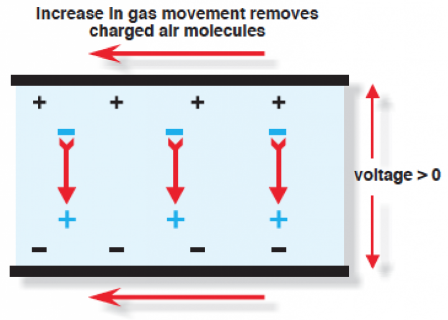 Increase in gas movement removes
charged air molecules
+ + + +
− − −
voltage > 0
+ + +
− − − −